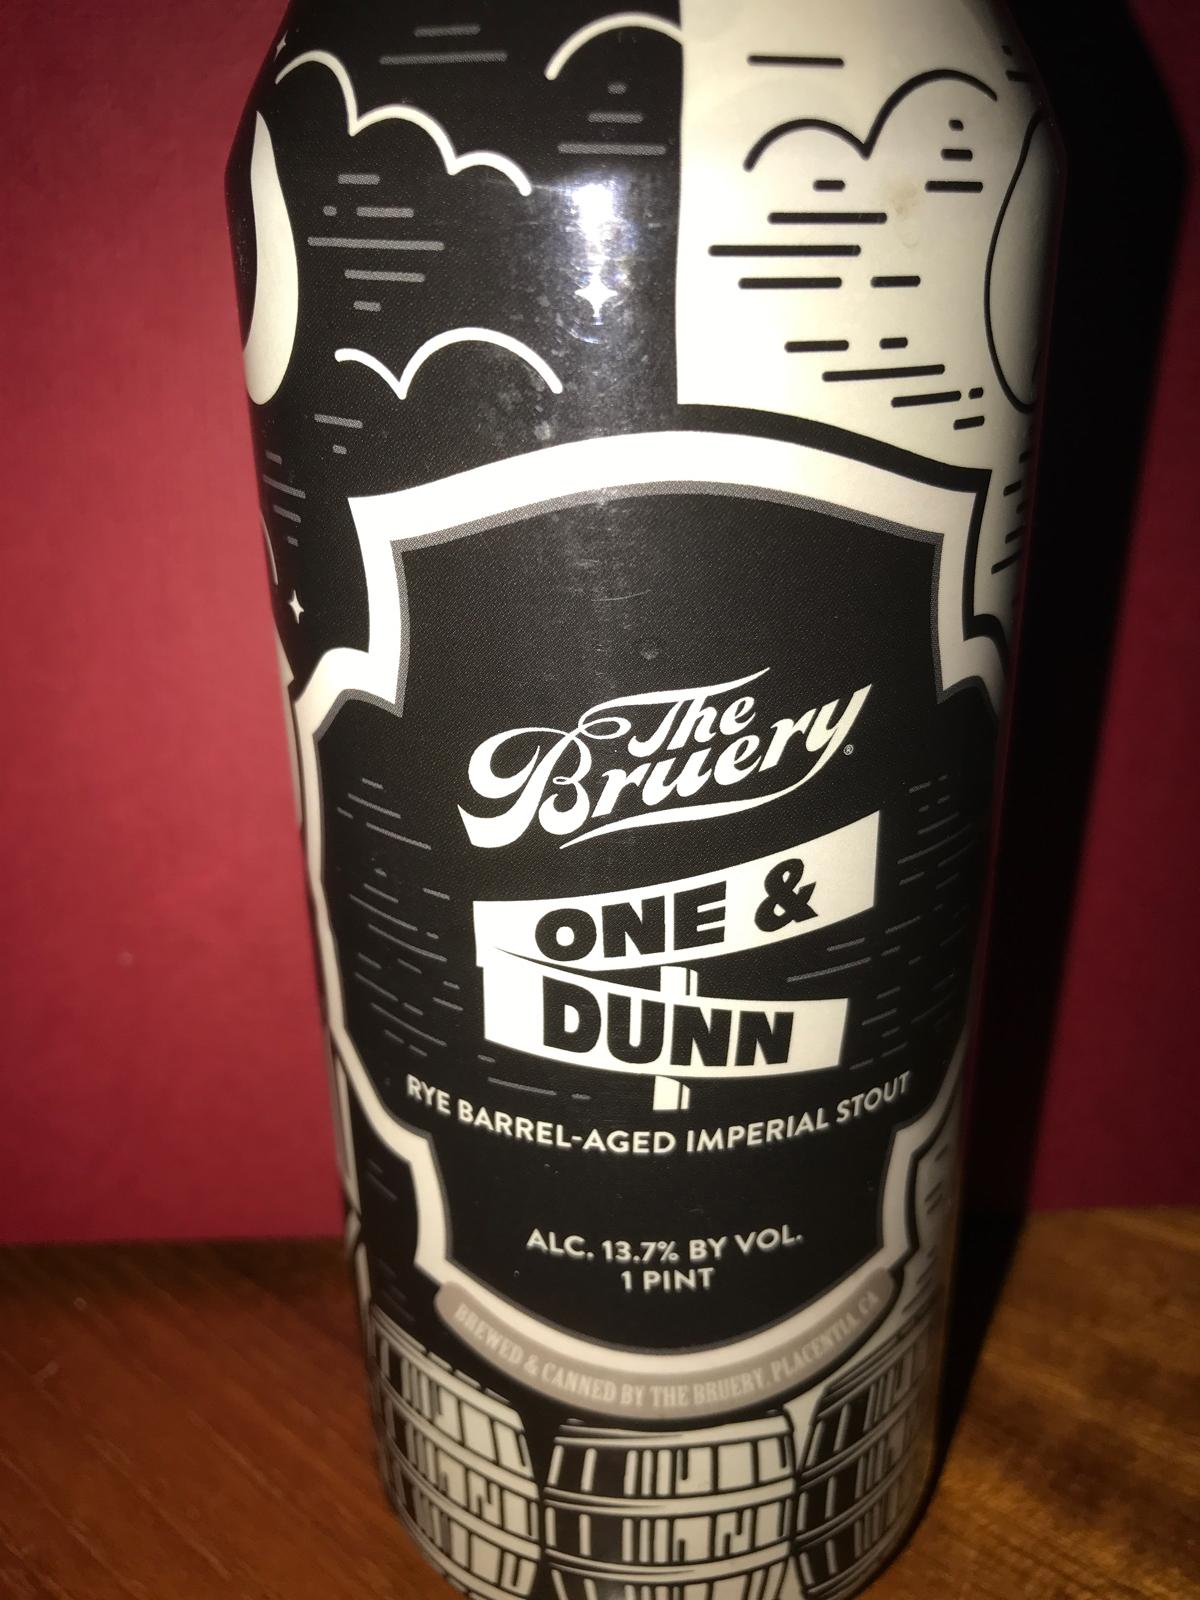 The
Bruery®
ONE &
DUNN
RYE BARREL-AGED IMPERIAL STOUT
ALC. 13.7% BY VOL.
1 PINT
BREWED & CANNED BY THE BRUERY, PLACENTIA, CA